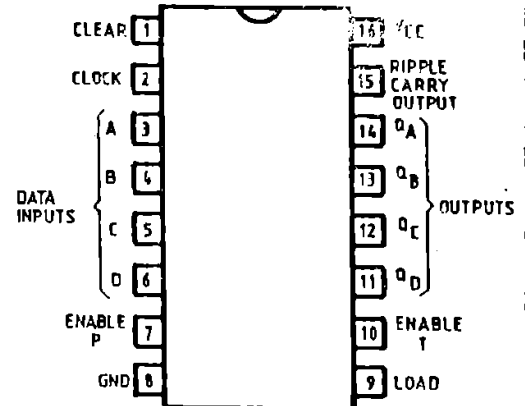 CLEAR 1
16 VCC
CLOCK 2
15 RIPPLE
CARRY
OUTPUT
A 3
14 QA
B 4
13 QB
DATA
INPUTS
OUTPUTS
C 5
12 QC
D 6
11 QD
ENABLE
P 7
10 ENABLE
T
GND 8
9 LOAD